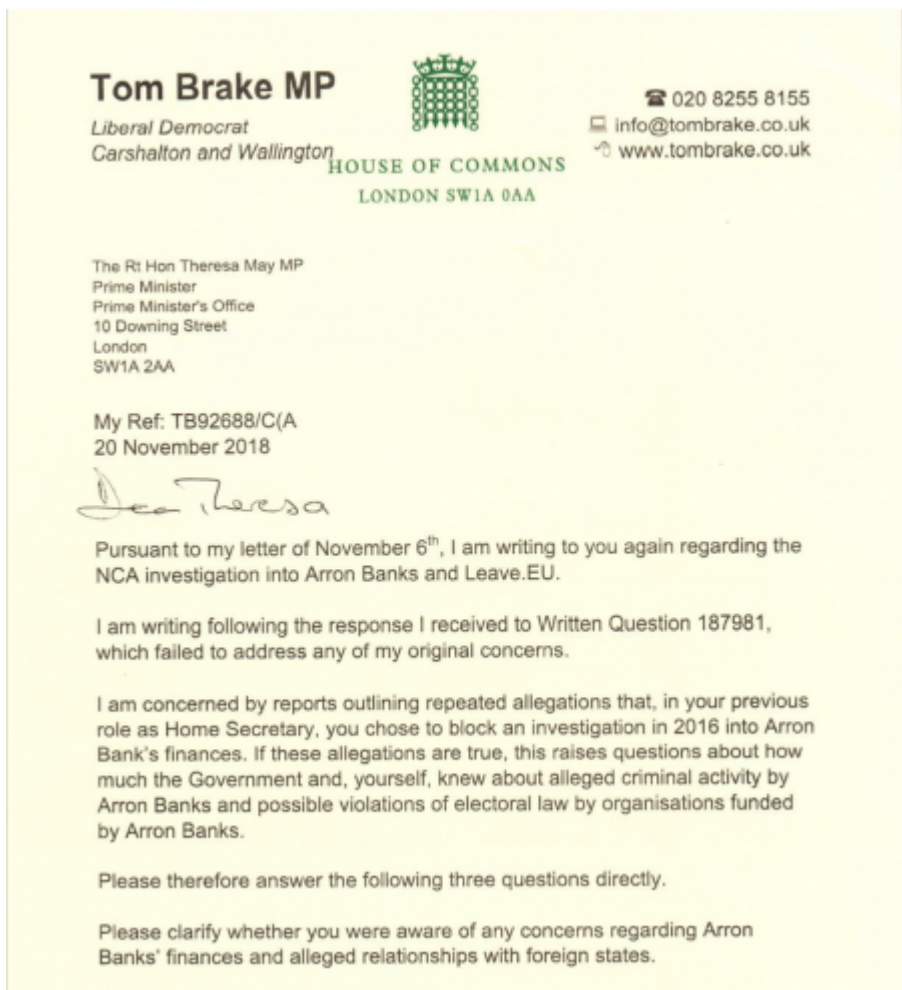 Tom Brake MP
Liberal Democrat
Carshalton and Wallington
HOUSE OF COMMONS
LONDON SW1A 0AA
020 8255 8155
info@tombrake.co.uk
www.tombrake.co.uk
The Rt Hon Theresa May MP
Prime Minister
Prime Minister's Office
10 Downing Street
London
SW1A 2AA
My Ref: TB92688/C(A
20 November 2018
Dear Theresa
Pursuant to my letter of November 6th, I am writing to you again regarding the
NCA investigation into Arron Banks and Leave.EU.
I am writing following the response I received to Written Question 187981,
which failed to address any of my original concerns.
I am concerned by reports outlining repeated allegations that, in your previous
role as Home Secretary, you chose to block an investigation in 2016 into Arron
Bank's finances. If these allegations are true, this raises questions about how
much the Government and, yourself, knew about alleged criminal activity by
Arron Banks and possible violations of electoral law by organisations funded
by Arron Banks.
Please therefore answer the following three questions directly.
Please clarify whether you were aware of any concerns regarding Arron
Banks' finances and alleged relationships with foreign states.